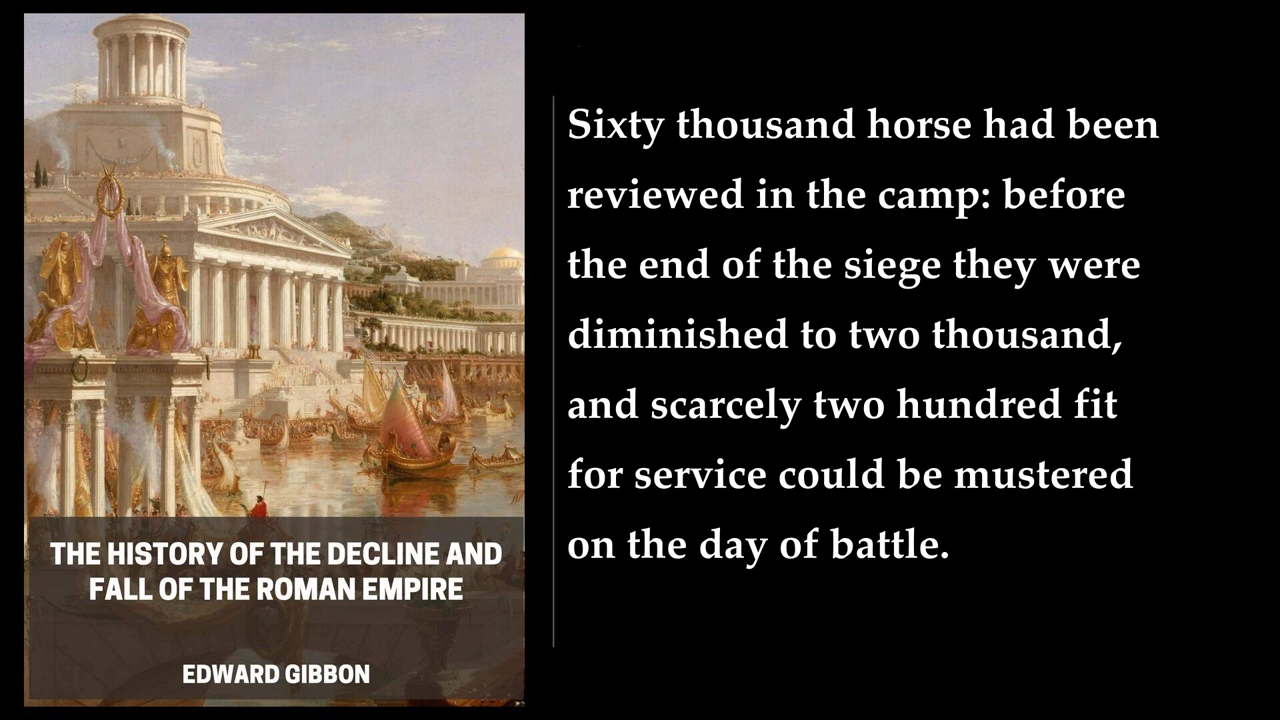 THE HISTORY OF THE DECLINE AND
FALL OF THE ROMAN EMPIRE
EDWARD GIBBON
Sixty thousand horse had been
reviewed in the camp: before
the end of the siege they were
diminished to two thousand,
and scarcely two hundred fit
for service could be mustered
on the day of battle.